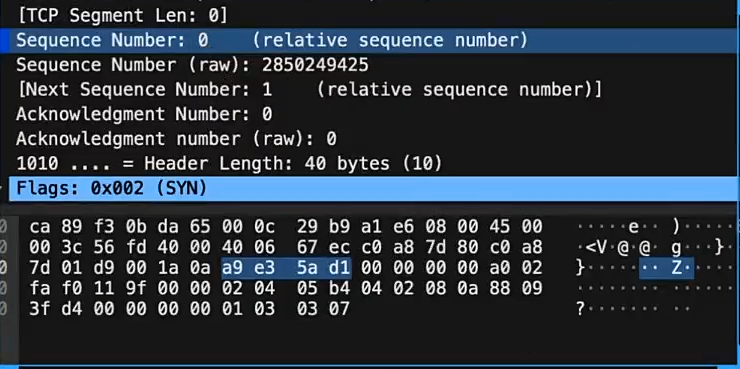 [TCP Segment Len: 0]
Sequence Number: 0    (relative sequence number)
Sequence Number (raw): 2850249425
[Next Sequence Number: 1    (relative sequence number)]
Acknowledgment Number: 0
Acknowledgment number (raw): 0
1010 .... = Header Length: 40 bytes (10)
Flags: 0x002 (SYN)
0 ca 89 f3 0b da 65 00 0c  29 b9 a1 e6 08 00 45 00  ·····e·· )·····E·
0 00 3c 56 fd 40 00 40 06  67 ec c0 a8 7d 80 c0 a8  ·<V·@·@· g···}·
0 7d 01 d9 00 1a 0a a9 e3  5a d1 00 00 00 00 a0 02  }······· Z·······
0 fa f0 11 9f 00 00 02 04  05 b4 04 02 08 0a 88 09  ········ ········
0 3f d4 00 00 00 00 01 03  03 07  ?······· ··